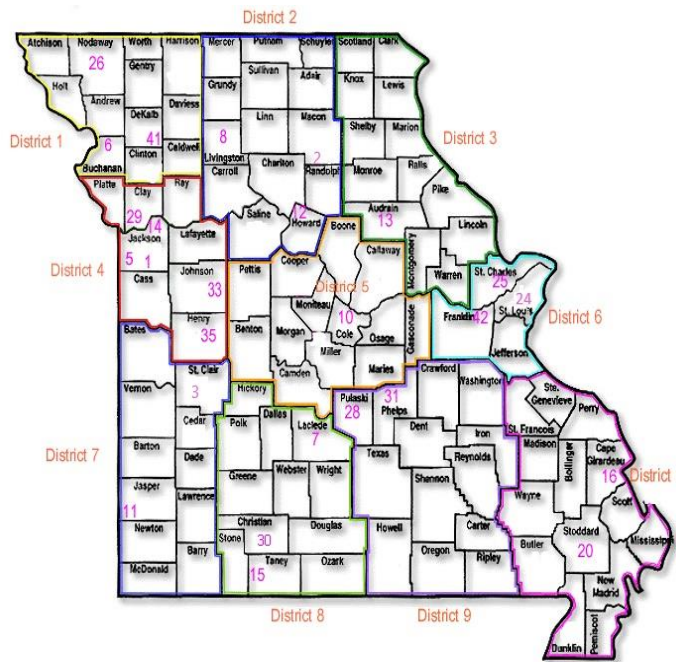 District 2
Atchison Nodaway Worth Harrison Mercer Putnam Schuyler Scotland Clark
26
Gentry
Sullivan Adair
Holt Grundy Knox Lewis
Andrew DeKalb Daviess Linn Macon
District 1 6 41 8 Shelby Marion District 3
Clinton Caldwell 2
Buchanan Livingston Chariton Randolph Monroe Ralls
Platte Clay Ray Carroll Pike
29 14 Saline 12 Howard Audrain
13
Jackson Lafayette Boone Lincoln
5 1 Cooper Callaway Montgomery Warren St. Charles
District 4 Cass Johnson Pettis 25
33 District 5 24
Moniteau Franklin 42 St. Louis District 6
Henry 10
35 Benton Morgan Cole Osage Gasconade
Bates Miller Jefferson
St. Clair Camden Maries
3 Hickory Crawford Washington Ste. Genevieve
Vernon Pulaski 31 Perry
Cedar Polk Dallas Laclede 28 Phelps St. Francois
7 Dent Iron Madison
Barton Dade Texas Bollinger Cape Girardeau
District 7 Greene Webster Wright Reynolds District
Jasper Shannon 16
11 Lawrence Wayne Scott
Newton Christian Douglas Howell Carter Stoddard Mississippi
Stone 30 Butler 20
Barry Taney Ozark Oregon Ripley
McDonald 15 New Madrid
District 8 District 9
Dunklin Pemiscot